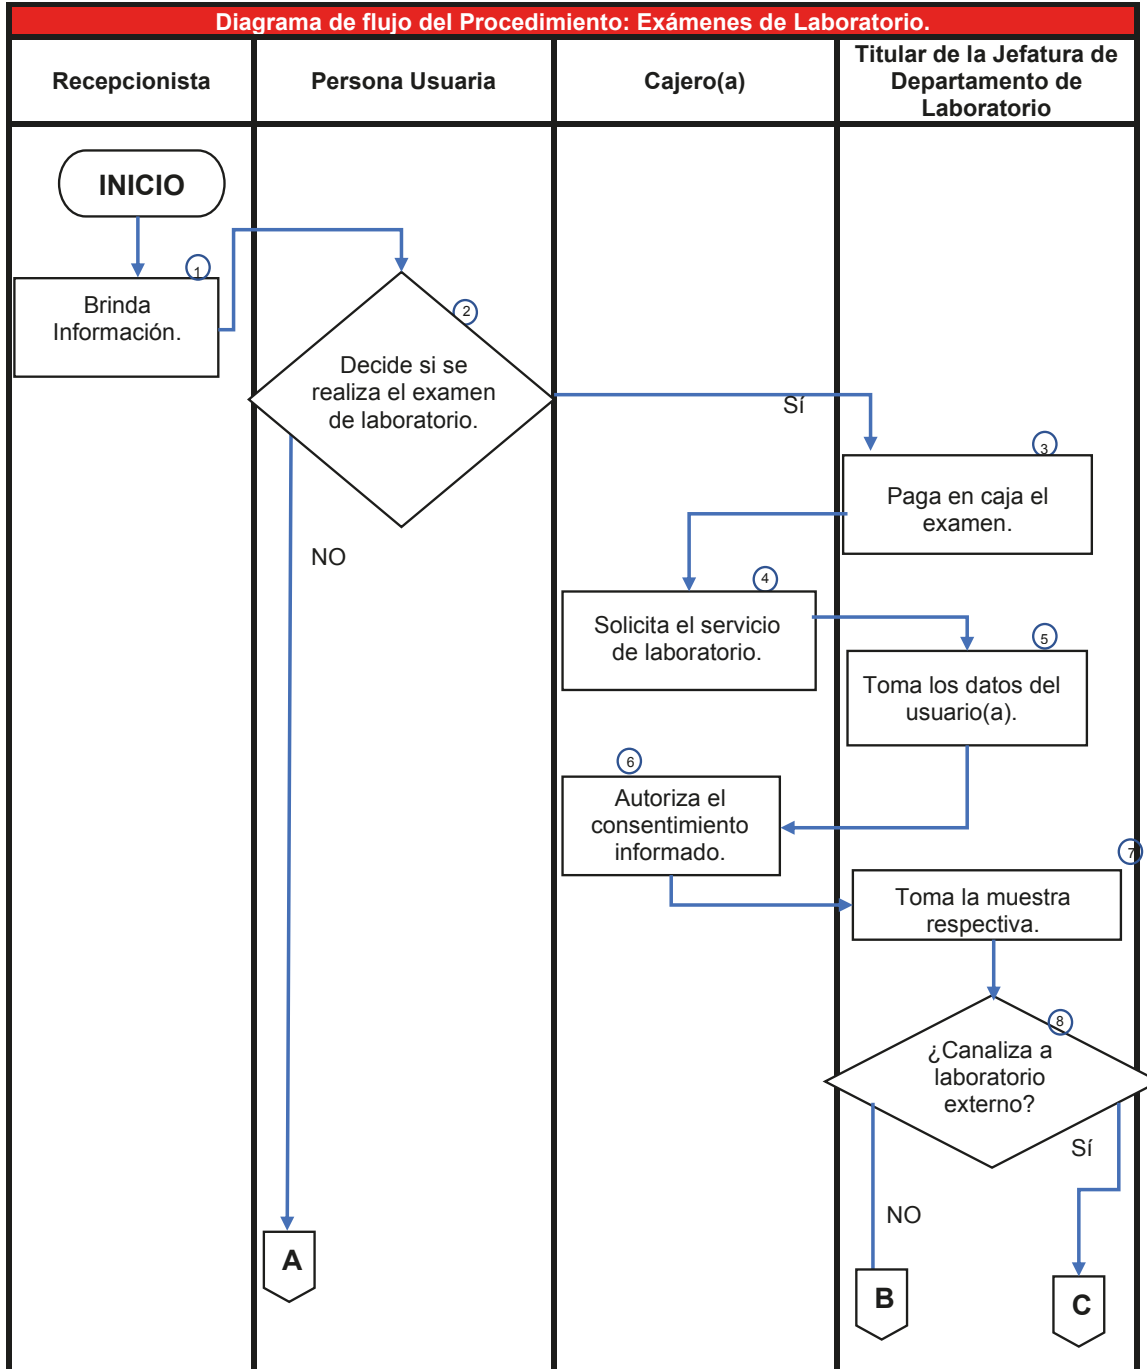 Diagrama de flujo del Procedimiento: Exámenes de Laboratorio.
Recepcionista
Persona Usuaria
Cajero(a)
Titular de la Jefatura de
Departamento de
Laboratorio
INICIO
1
Brinda
Información.
2
Decide si se
realiza el examen
de laboratorio.
Sí
NO
3
Paga en caja el
examen.
4
Solicita el servicio
de laboratorio.
5
Toma los datos del
usuario(a).
6
Autoriza el
consentimiento
informado.
7
Toma la muestra
respectiva.
8
¿Canaliza a
laboratorio
externo?
Sí
NO
A
B
C